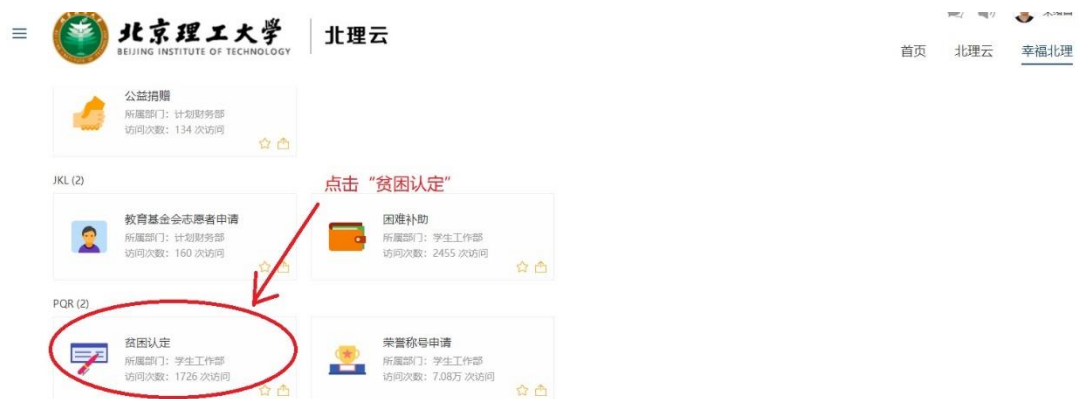 北京理工大学
BEIJING INSTITUTE OF TECHNOLOGY
北理云
首页 北理云 幸福北理
公益捐赠
所属部门：计划财务部
访问次数：134 次访问
JKL (2)
点击“贫困认定”
教育基金会志愿者申请
所属部门：计划财务部
访问次数：160 次访问
困难补助
所属部门：学生工作部
访问次数：2455 次访问
PQR (2)
贫困认定
所属部门：学生工作部
访问次数：1726 次访问
荣誉称号申请
所属部门：学生工作部
访问次数：7.08万 次访问